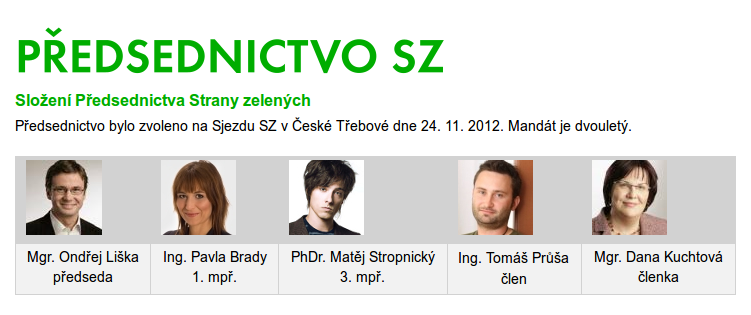 PŘEDSEDNICTVO SZ
Složení Předsednictva Strany zelených
Předsednictvo bylo zvoleno na Sjezdu SZ v České Třebové dne 24. 11. 2012. Mandát je dvouletý.
Mgr. Ondřej Liška
předseda
Ing. Pavla Brady
1. mpř.
PhDr. Matěj Stropnický
3. mpř.
Ing. Tomáš Průša
člen
Mgr. Dana Kuchtová
členka